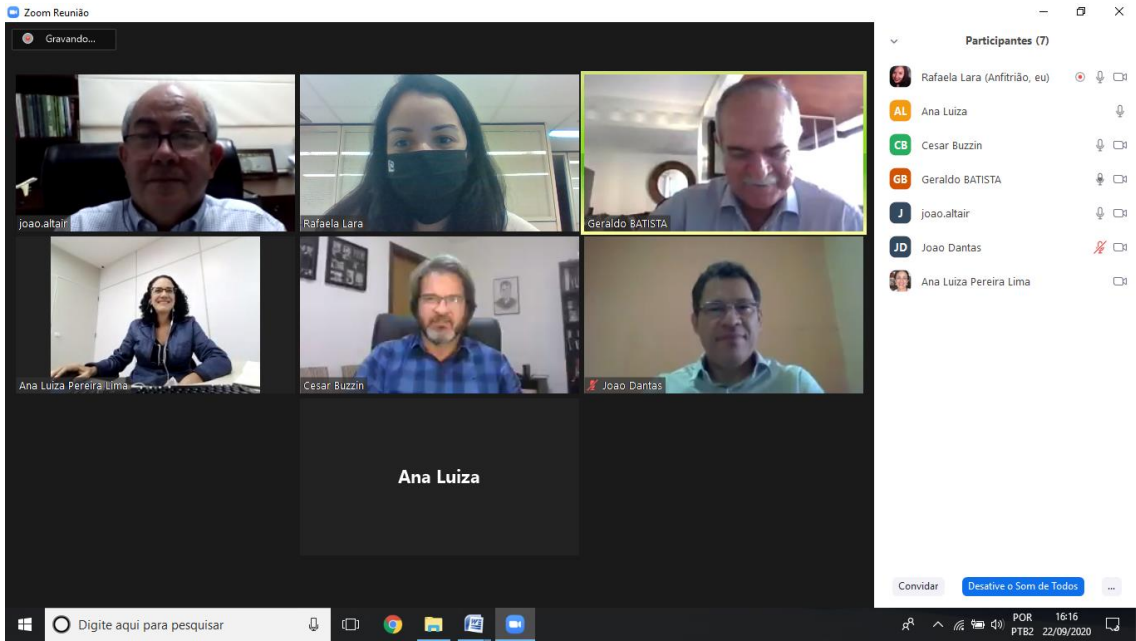 Zoom Reunião
Gravando...
Participantes (7)
Rafaela Lara (Anfitrião, eu)
AL Ana Luiza
CB Cesar Buzzin
GB Geraldo BATISTA
J joao.altair
JD Joao Dantas
Ana Luiza Pereira Lima
joao.altair
Rafaela Lara
Geraldo BATISTA
Ana Luiza Pereira Lima
Cesar Buzzin
Joao Dantas
Ana Luiza
Convidar
Desative o Som de Todos
...
Digite aqui para pesquisar
POR
PTB2
16:16
22/09/2020